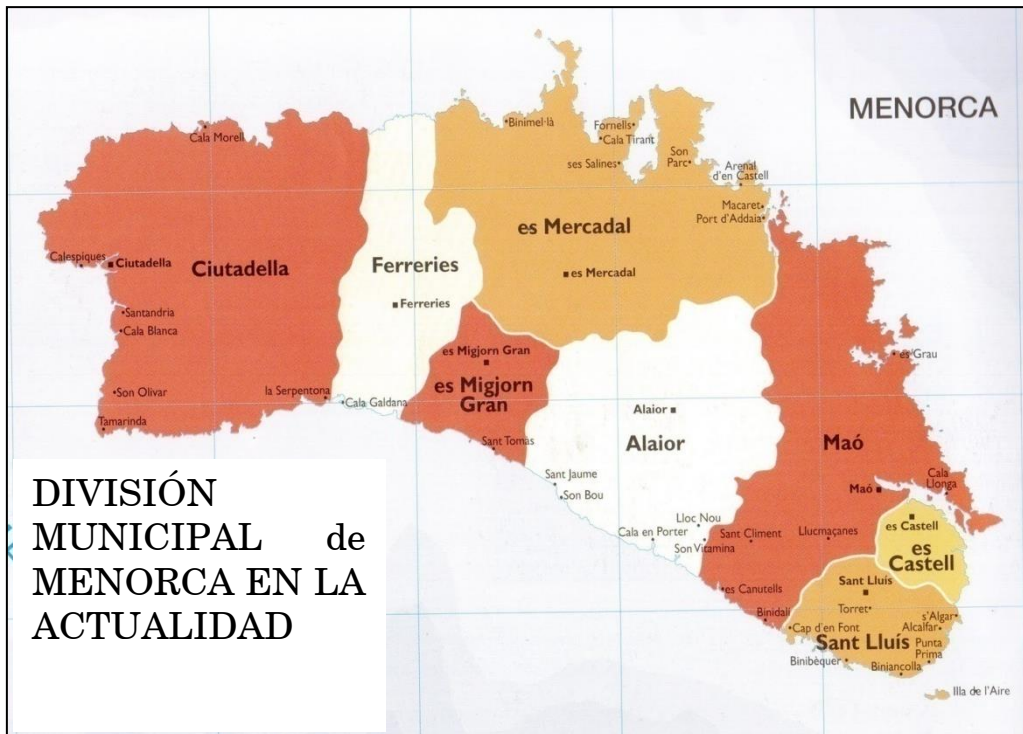 MENORCA
Cala Morell
Binimel·là
Fornells
Cala Tirant
ses Salines
Son
Parc
Arenal
d'en Castell
Macaret
Port d'Addaia
es Mercadal
es Mercadal
Calespiques
Ciutadella
Ciutadella
Ferreries
Ferreries
Santandria
Cala Blanca
Son Olivar
Tamarinda
la Serpentona
Cala Galdana
es Migjorn Gran
es Migjorn
Gran
Sant Tomàs
es Grau
Alaior
Alaior
Maó
Maó
Cala
Llonga
Sant Jaume
Son Bou
Lloc Nou
Cala en Porter
Son Vitamina
Sant Climent
Llucmaçanes
es Castell
es
Castell
es Canutells
Binidalí
Sant Lluís
Torret
s'Algar
Cap d'en Font
Alcalfar
Sant Lluís
Punta
Prima
Binibèquer
Biniancolla
Illa de l'Aire
DIVISIÓN
MUNICIPAL de
MENORCA EN LA
ACTUALIDAD